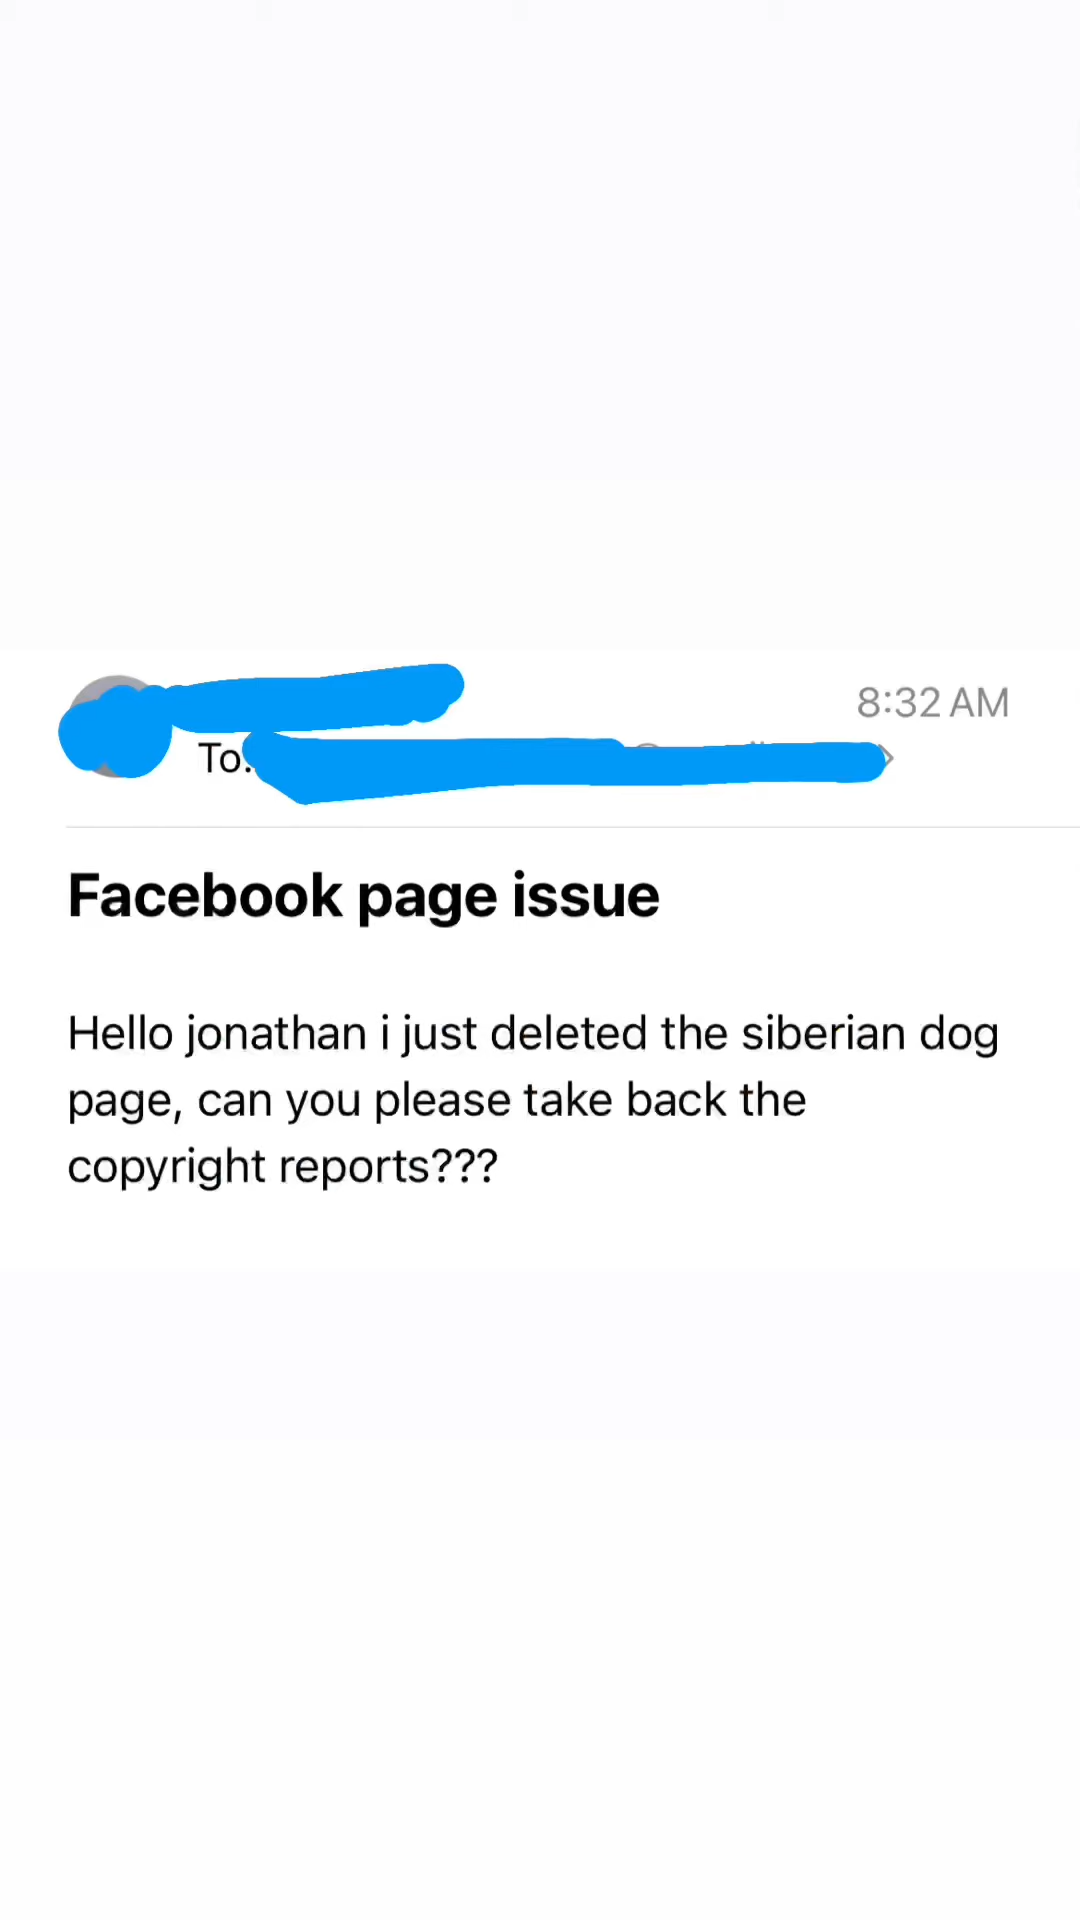 8:32 AM
To:
Facebook page issue
Hello jonathan i just deleted the siberian dog
page, can you please take back the
copyright reports???